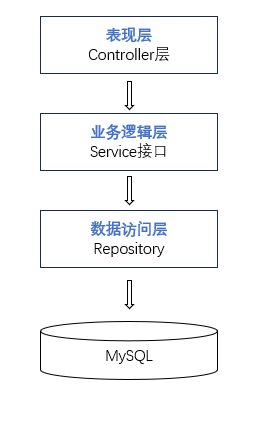 表现层
Controller层
业务逻辑层
Service接口
数据访问层
Repository
MySQL